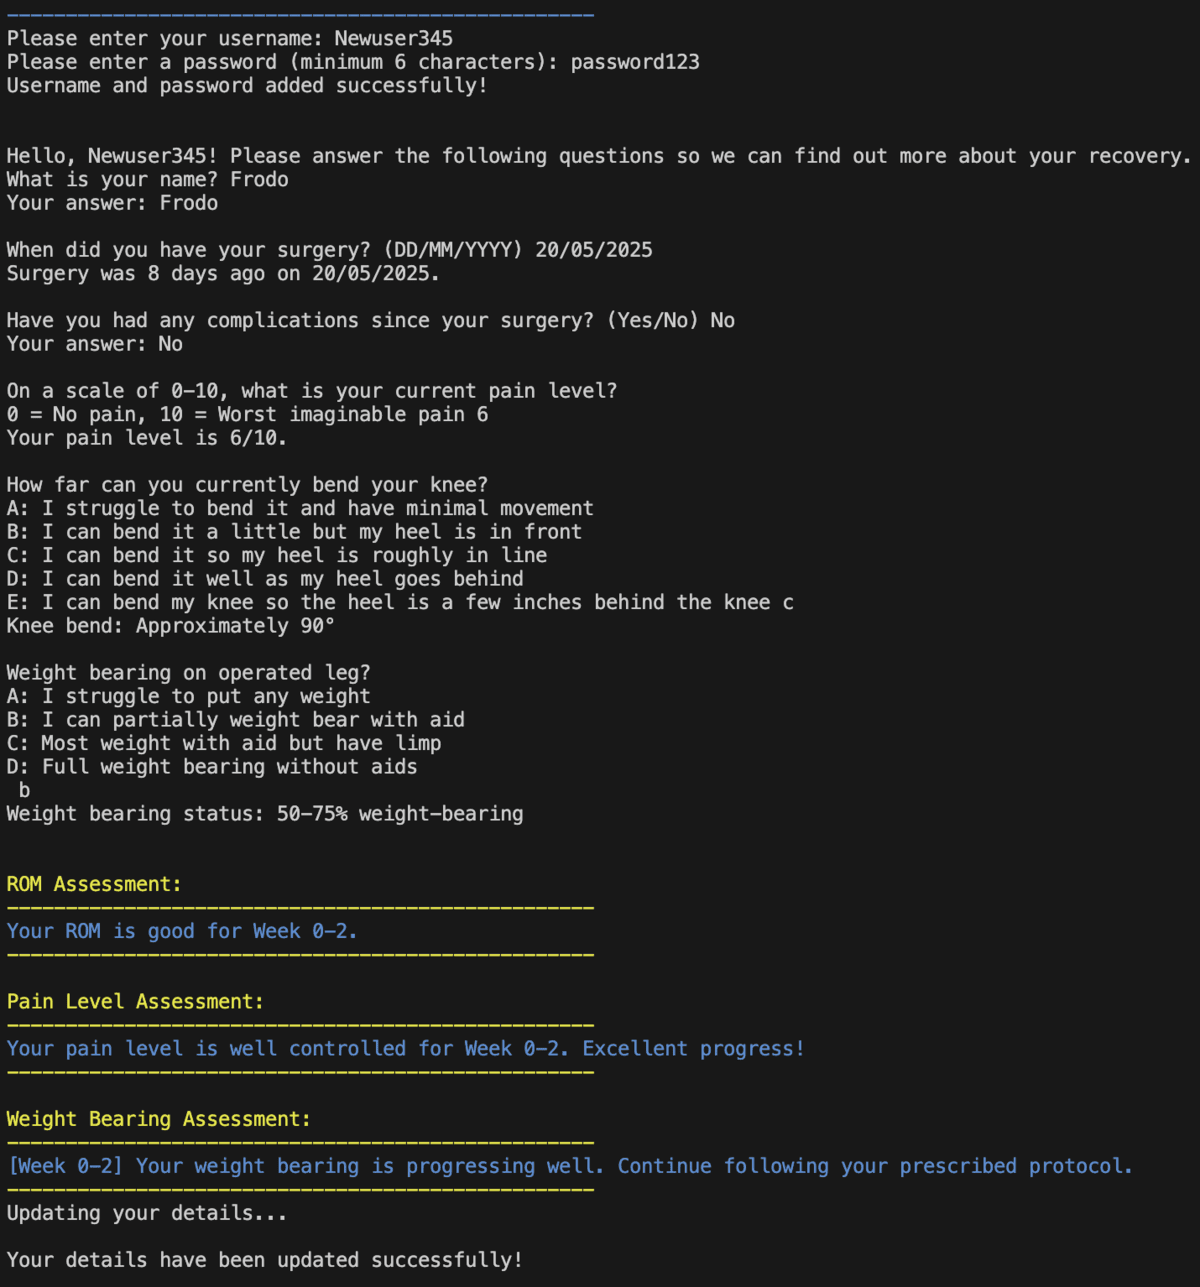 Please enter your username: Newuser345
Please enter a password (minimum 6 characters): password123
Username and password added successfully!
Hello, Newuser345! Please answer the following questions so we can find out more about your recovery.
What is your name? Frodo
Your answer: Frodo
When did you have your surgery? (DD/MM/YYYY) 20/05/2025
Surgery was 8 days ago on 20/05/2025.
Have you had any complications since your surgery? (Yes/No) No
Your answer: No
On a scale of 0-10, what is your current pain level?
0 = No pain, 10 = Worst imaginable pain 6
Your pain level is 6/10.
How far can you currently bend your knee?
A: I struggle to bend it and have minimal movement
B: I can bend it a little but my heel is in front
C: I can bend it so my heel is roughly in line
D: I can bend it well as my heel goes behind
E: I can bend my knee so the heel is a few inches behind the knee c
Knee bend: Approximately 90°
Weight bearing on operated leg?
A: I struggle to put any weight
B: I can partially weight bear with aid
C: Most weight with aid but have limp
D: Full weight bearing without aids
b
Weight bearing status: 50-75% weight-bearing
ROM Assessment:
--------------------------------------------------
Your ROM is good for Week 0-2.
--------------------------------------------------
Pain Level Assessment:
--------------------------------------------------
Your pain level is well controlled for Week 0-2. Excellent progress!
--------------------------------------------------
Weight Bearing Assessment:
--------------------------------------------------
[Week 0-2] Your weight bearing is progressing well. Continue following your prescribed protocol.
--------------------------------------------------
Updating your details...
Your details have been updated successfully!